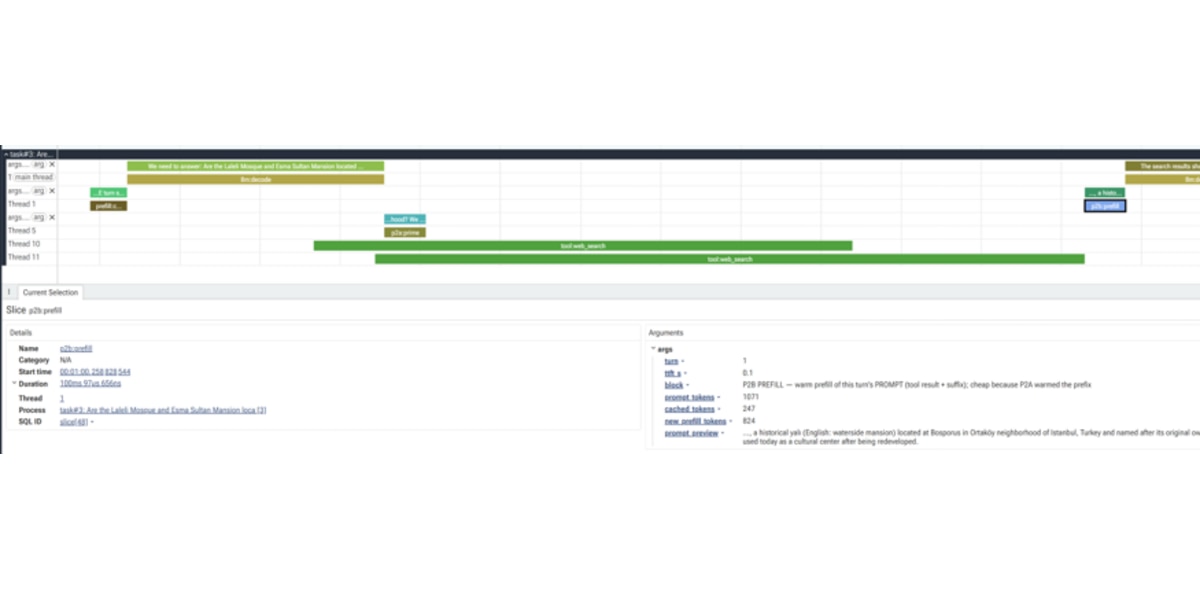 task#3: Are...
args... arg ✕
We need to answer: Are the Laleli Mosque and Esma Sultan Mansion located ...
The search results sh
T main thread
llm:decode
args... arg ✕
...E turn s...
..., a histo...
Thread 1
prefill:c...
p2b:prefill
args... arg ✕
...hood? We ...
Thread 5
p2a:prime
Thread 10
tool:web_search
Thread 11
tool:web_search
Current Selection
Slice p2b:prefill
Details
Name p2b:prefill
Category N/A
Start time 00:01:00.258 828 544
Duration 100ms 97us 656ns
Thread 1
Process task#3: Are the Laleli Mosque and Esma Sultan Mansion loca [3]
SQL ID slice[48]
Arguments
args
turn 1
ttft_s 0.1
block P2B PREFILL — warm prefill of this turn's PROMPT (tool result + suffix); cheap because P2A warmed the prefix
prompt_tokens 1071
cached_tokens 247
new_prefill_tokens 824
prompt_preview ..., a historical yalı (English: waterside mansion) located at Bosporus in Ortaköy neighborhood of Istanbul, Turkey and named after its original ow
used today as a cultural center after being redeveloped.